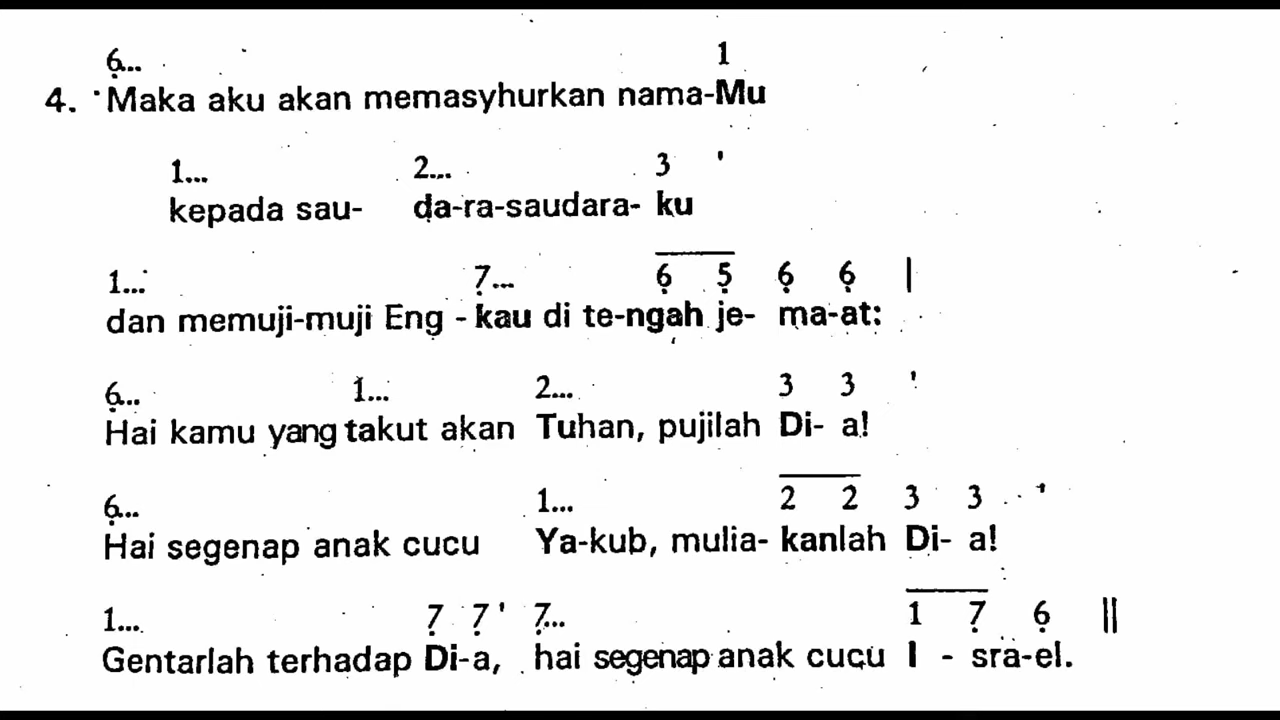 6̣... 1
4. Maka aku akan memasyhurkan nama-Mu
1... 2... 3 '
kepada sau- da-ra-saudara- ku
1... 7̣... 6̣ 5̣ 6̣ 6̣ |
dan memuji-muji Eng - kau di te-ngah je- ma-at:
6̣... 1... 2... 3 3 '
Hai kamu yang takut akan Tuhan, pujilah Di- a!
6̣... 1... 2 2 3 3 '
Hai segenap anak cucu Ya-kub, mulia- kanlah Di- a!
1... 7̣ 7̣ ' 7̣... 1 7̣ 6̣ ||
Gentarlah terhadap Di-a, hai segenap anak cucu I - sra-el.